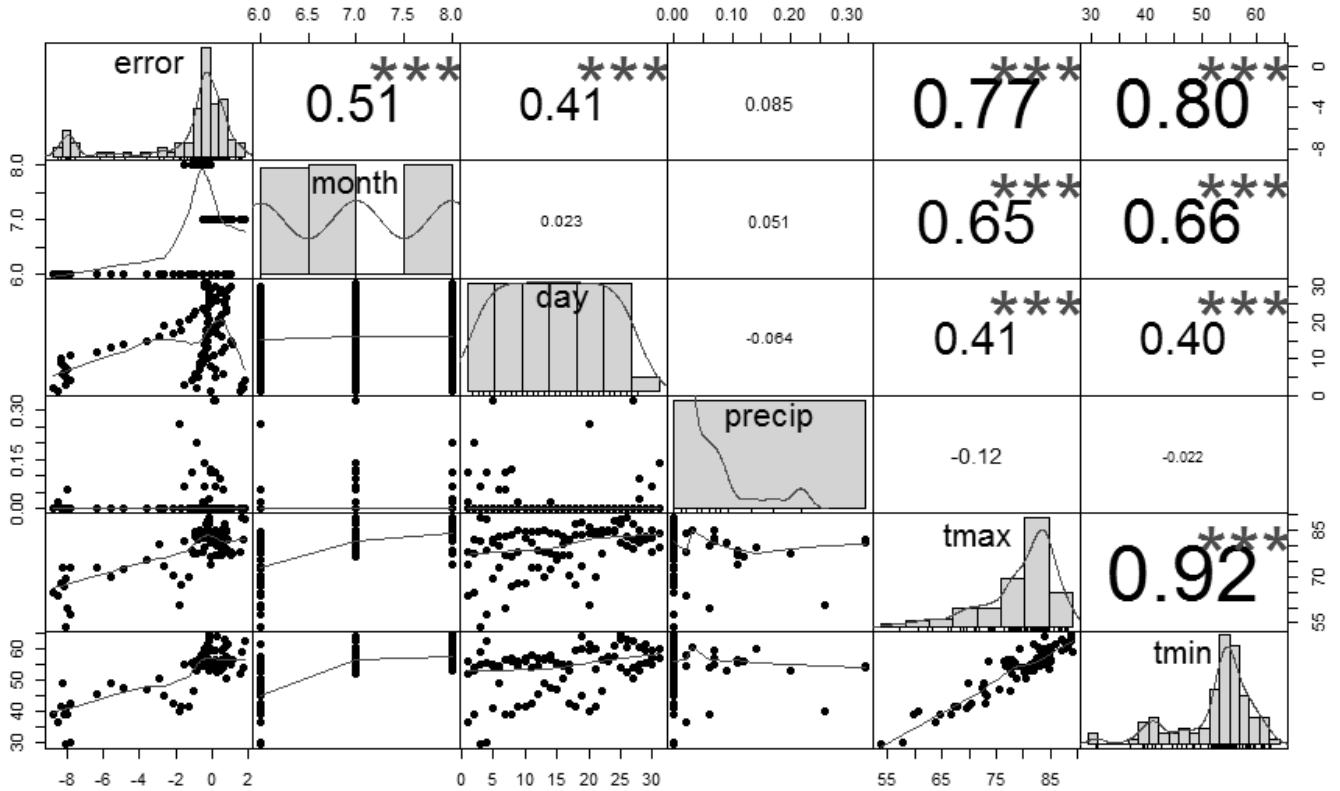 6.0 6.5 7.0 7.5 8.0 0.00 0.10 0.20 0.30 30 40 50 60
error 0.51 *** 0.41 *** 0.085 0.77 *** 0.80 *** 0 -4 -8
8.0 7.0 6.0 month 0.023 0.051 0.65 *** 0.66 ***
day -0.064 0.41 *** 0.40 *** 30 20 10 0
0.30 0.15 0.00 precip -0.12 -0.022
tmax 0.92 *** 85 70 55
60 50 40 30 tmin
-8 -6 -4 -2 0 2 0 5 10 15 20 25 30 55 65 75 85